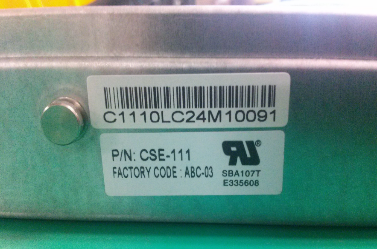 C1110LC24M10091
P/N: CSE-111
FACTORY CODE : ABC-03
SBA107T
E335608